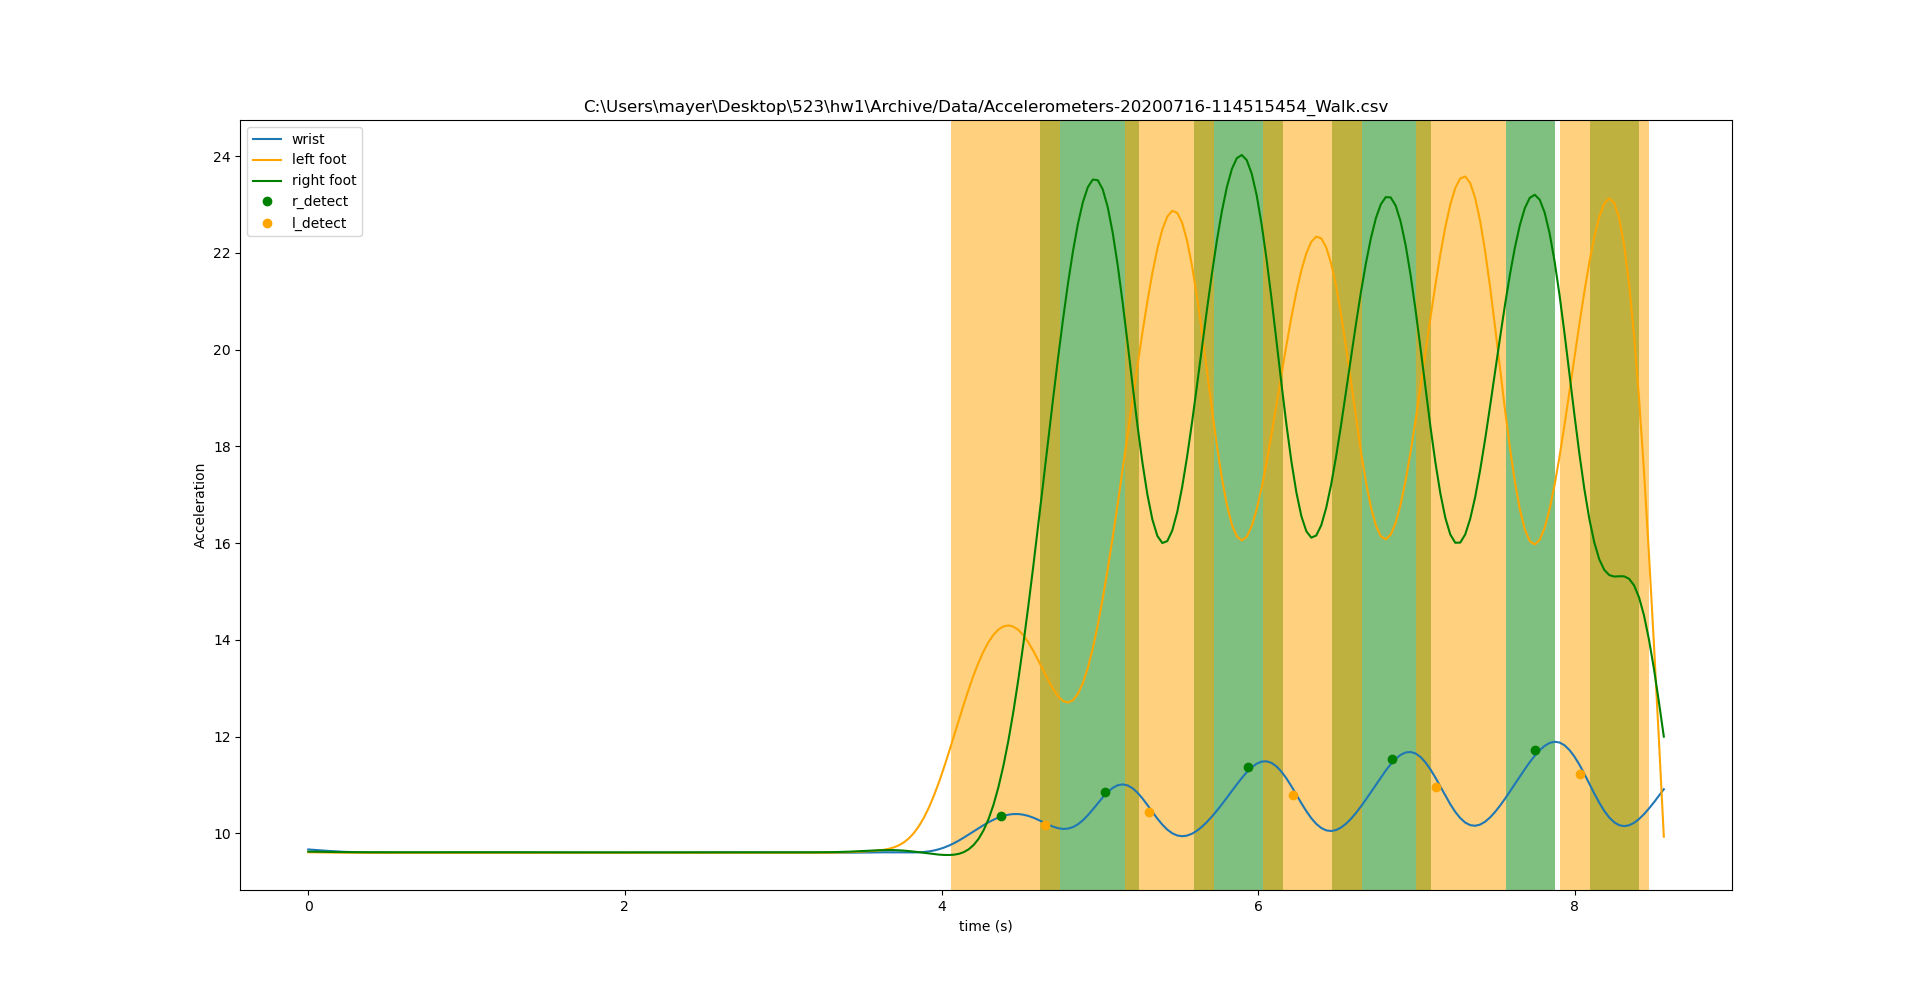 C:\Users\mayer\Desktop\523\hw1\Archive/Data/Accelerometers-20200716-114515454_Walk.csv
wrist
left foot
right foot
r_detect
l_detect
24
22
20
18
16
14
12
10
Acceleration
0 2 4 6 8
time (s)